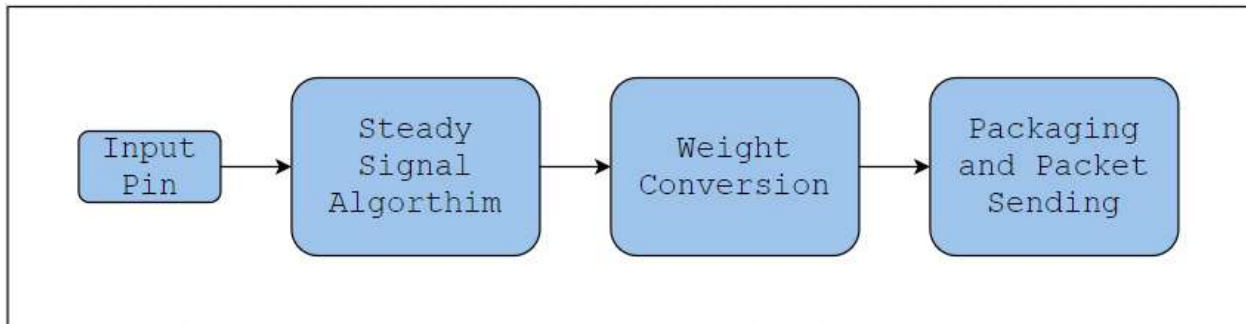 Input
Pin
Steady
Signal
Algorthim
Weight
Conversion
Packaging
and Packet
Sending